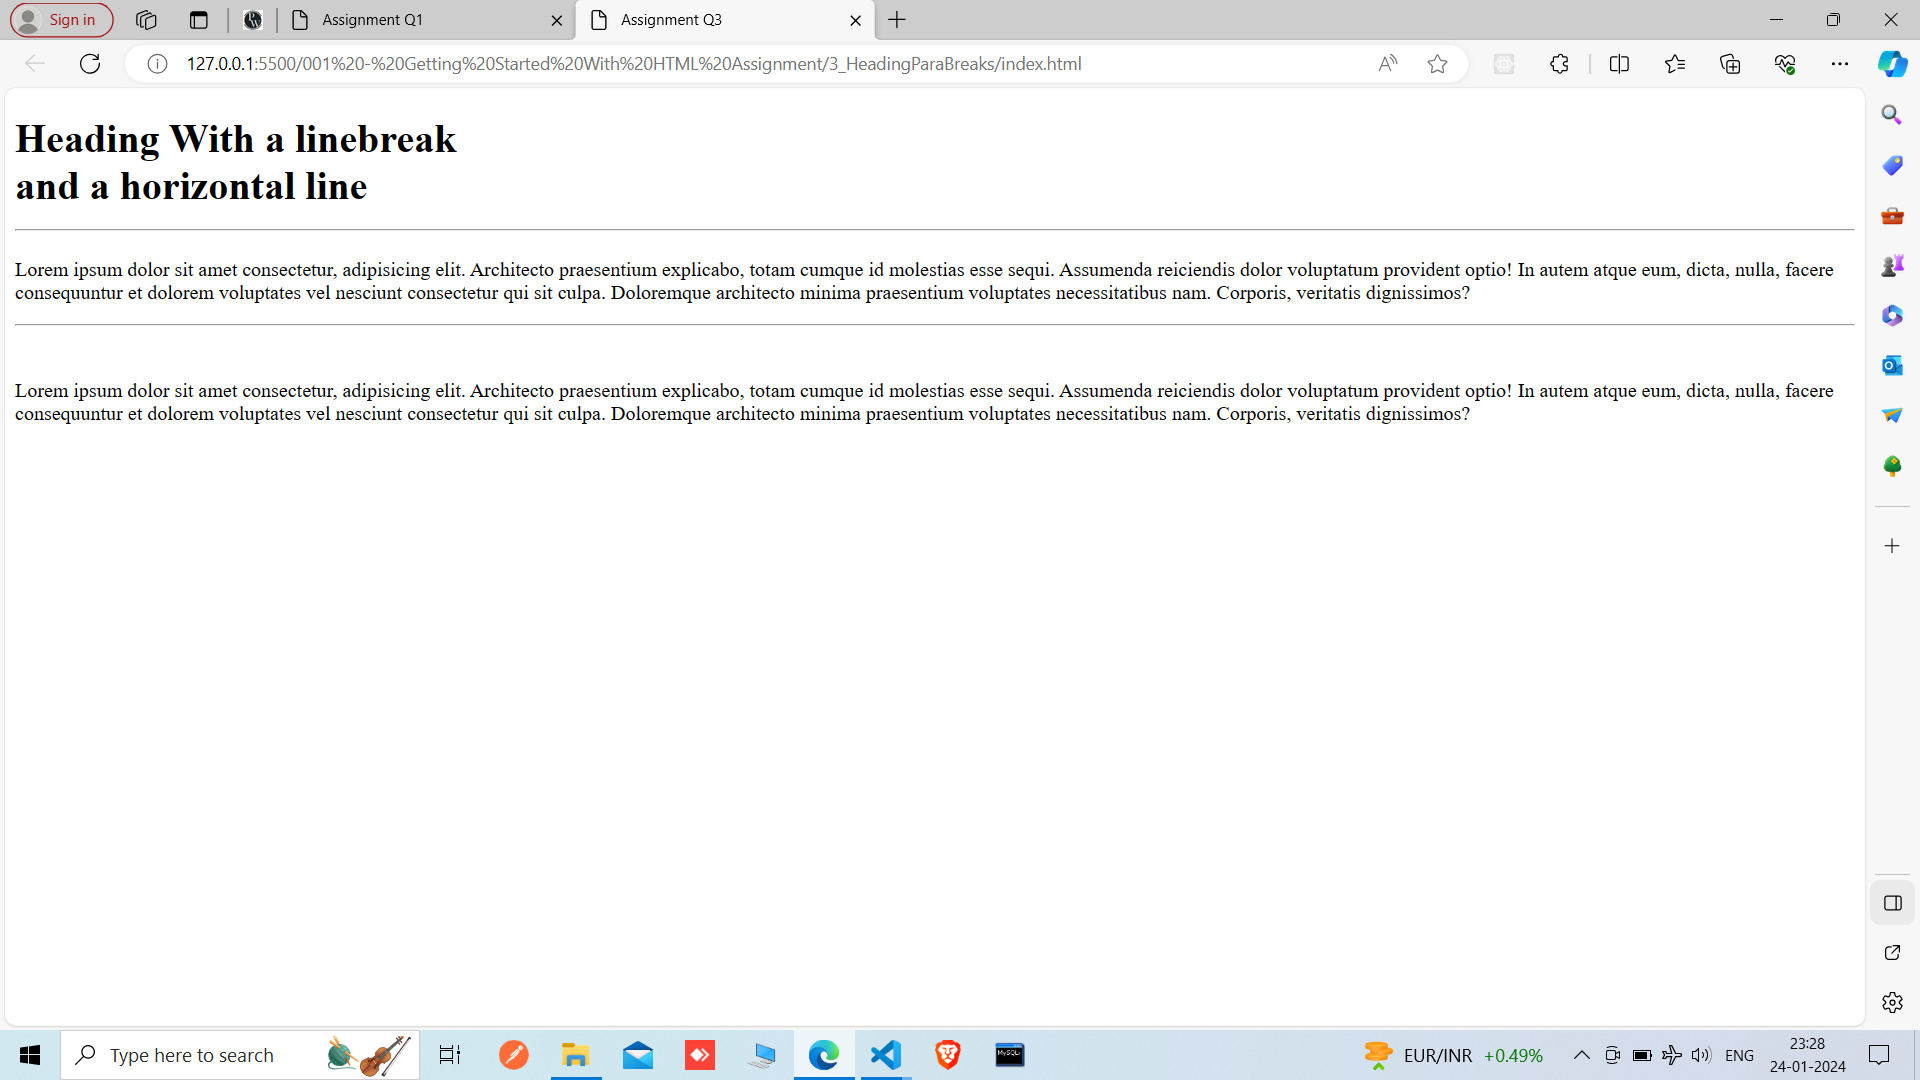 Sign in
Assignment Q1
Assignment Q3
127.0.0.1:5500/001%20-%20Getting%20Started%20With%20HTML%20Assignment/3_HeadingParaBreaks/index.html
Heading With a linebreak
and a horizontal line
Lorem ipsum dolor sit amet consectetur, adipisicing elit. Architecto praesentium explicabo, totam cumque id molestias esse sequi. Assumenda reiciendis dolor voluptatum provident optio! In autem atque eum, dicta, nulla, facere
consequuntur et dolorem voluptates vel nesciunt consectetur qui sit culpa. Doloremque architecto minima praesentium voluptates necessitatibus nam. Corporis, veritatis dignissimos?
Lorem ipsum dolor sit amet consectetur, adipisicing elit. Architecto praesentium explicabo, totam cumque id molestias esse sequi. Assumenda reiciendis dolor voluptatum provident optio! In autem atque eum, dicta, nulla, facere
consequuntur et dolorem voluptates vel nesciunt consectetur qui sit culpa. Doloremque architecto minima praesentium voluptates necessitatibus nam. Corporis, veritatis dignissimos?
Type here to search
EUR/INR +0.49%
ENG
23:28
24-01-2024